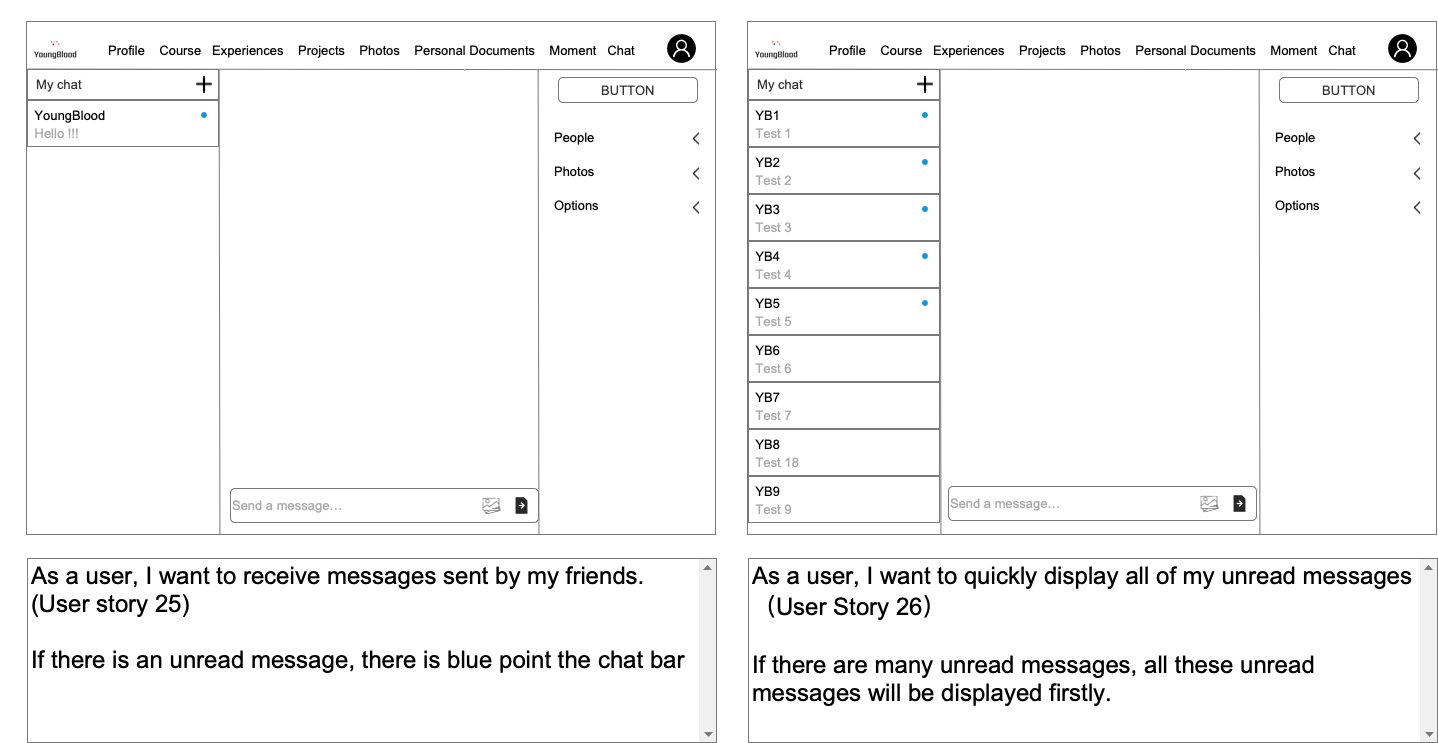 YoungBlood Profile Course Experiences Projects Photos Personal Documents Moment Chat
My chat
YoungBlood
Hello !!!
Send a message...
BUTTON
People
Photos
Options
YoungBlood Profile Course Experiences Projects Photos Personal Documents Moment Chat
My chat
YB1
Test 1
YB2
Test 2
YB3
Test 3
YB4
Test 4
YB5
Test 5
YB6
Test 6
YB7
Test 7
YB8
Test 18
YB9
Test 9
Send a message...
BUTTON
People
Photos
Options
As a user, I want to receive messages sent by my friends.
(User story 25)
If there is an unread message, there is blue point the chat bar
As a user, I want to quickly display all of my unread messages
（User Story 26）
If there are many unread messages, all these unread
messages will be displayed firstly.